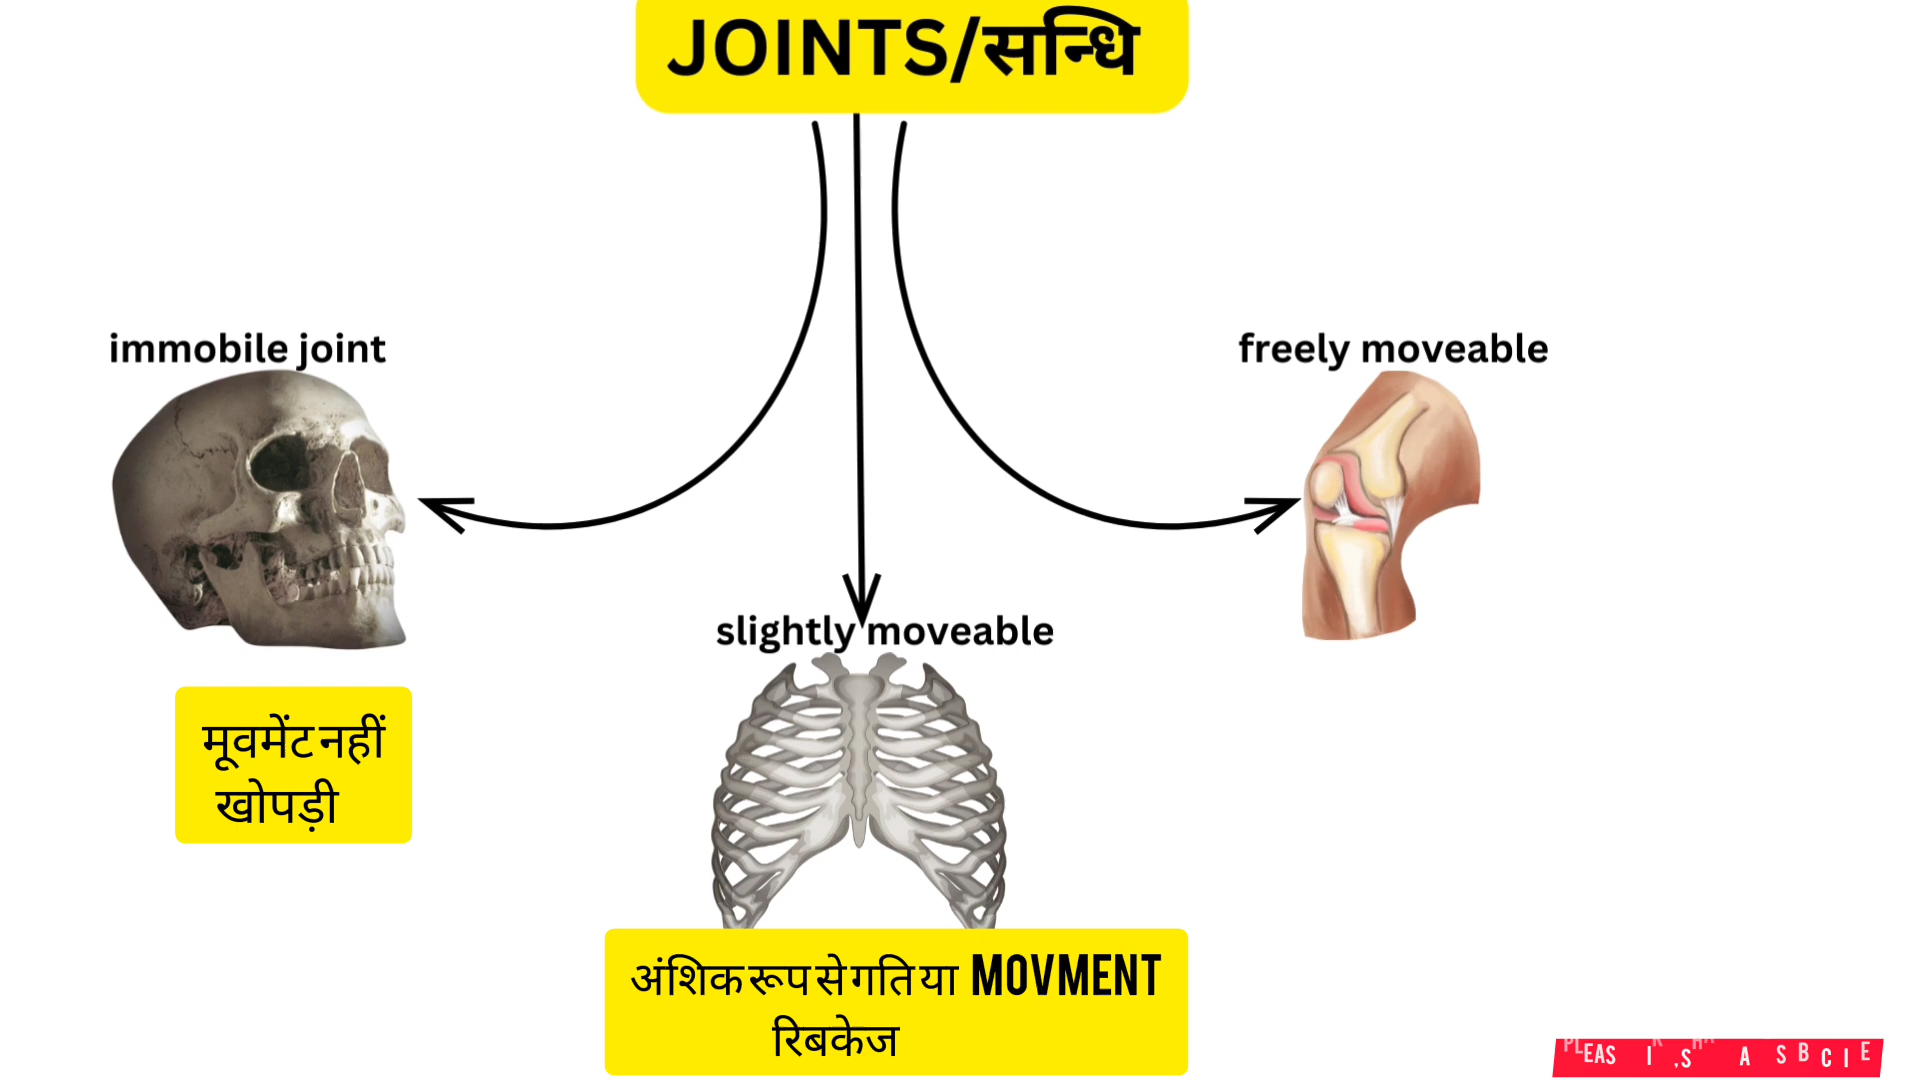 JOINTS/सन्धि
immobile joint
freely moveable
slightly moveable
मूवमेंट नहीं
खोपड़ी
अंशिक रूप से गति या MOVMENT
रिबकेज